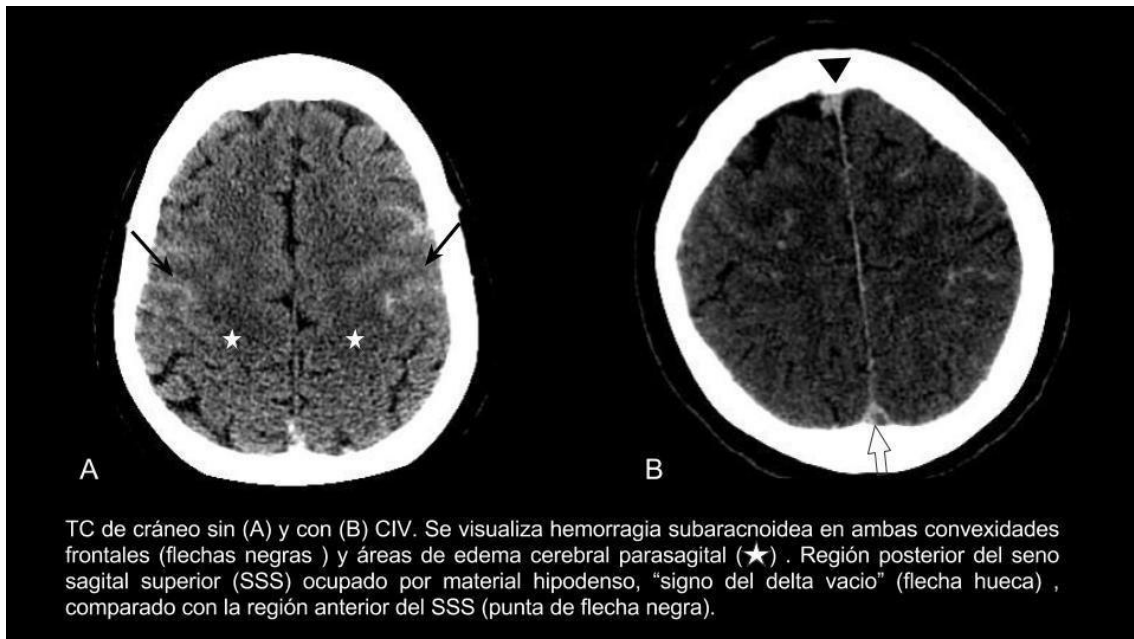 A
B
TC de cráneo sin (A) y con (B) CIV. Se visualiza hemorragia subaracnoidea en ambas convexidades
frontales (flechas negras ) y áreas de edema cerebral parasagital (★) . Región posterior del seno
sagital superior (SSS) ocupado por material hipodenso, “signo del delta vacio” (flecha hueca) ,
comparado con la región anterior del SSS (punta de flecha negra).